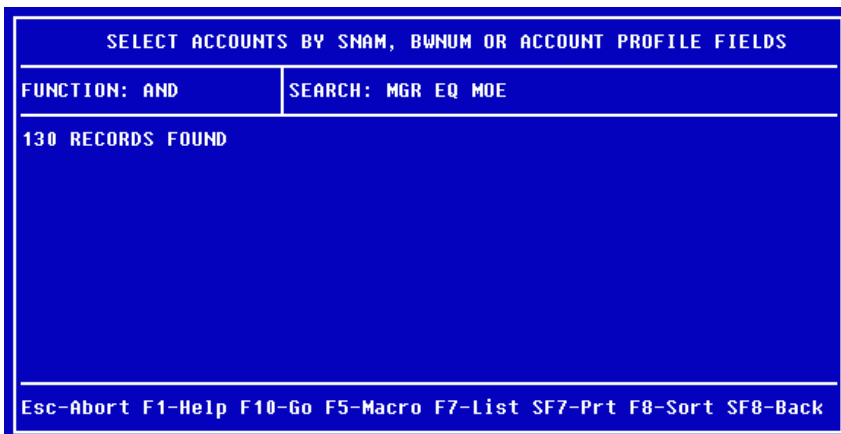 SELECT ACCOUNTS BY SNAM, BWNUM OR ACCOUNT PROFILE FIELDS
FUNCTION: AND SEARCH: MGR EQ MOE
130 RECORDS FOUND
Esc-Abort F1-Help F10-Go F5-Macro F7-List SF7-Prt F8-Sort SF8-Back